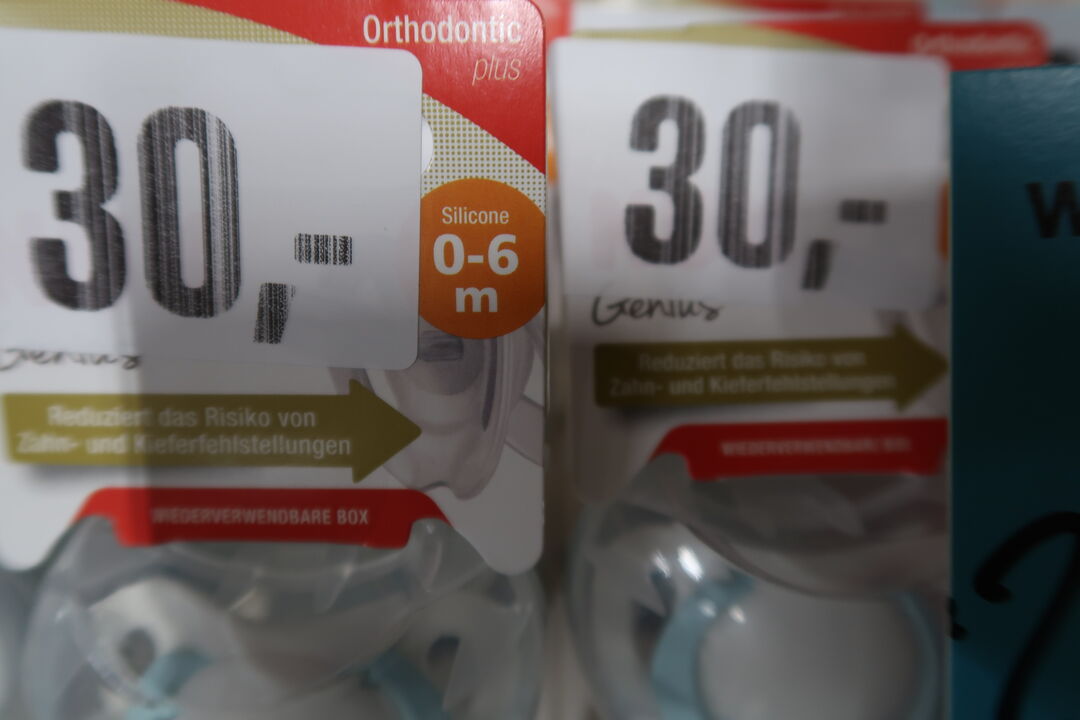 Orthodontic
plus
30,-
Silicone
0-6
m
Genius
Reduziert das Risiko von
Zahn- und Kieferfehlstellungen
WIEDERVERWENDBARE BOX
Orthodontic
30,-
Genius
Reduziert das Risiko von
Zahn- und Kieferfehlstellungen
WIEDERVERWENDBARE BOX